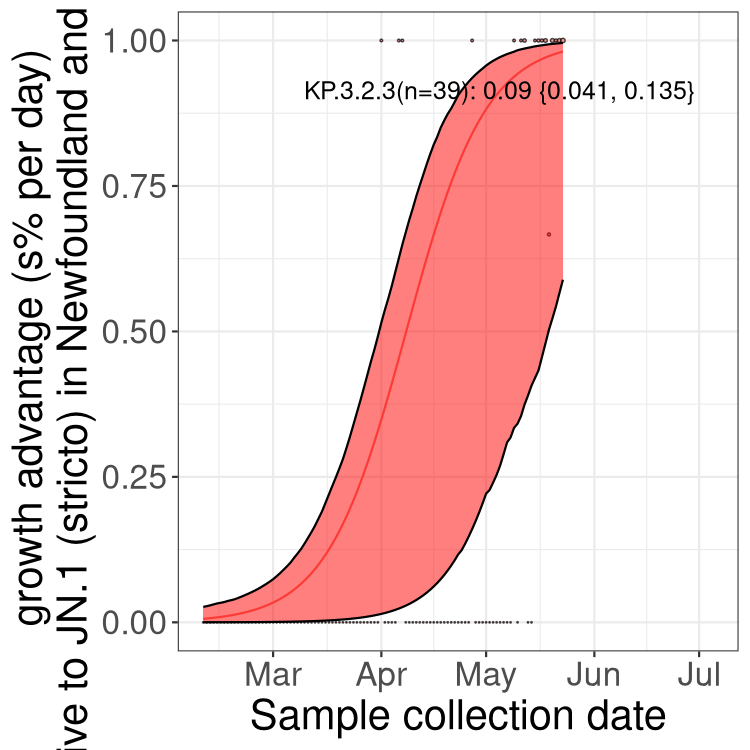 growth advantage (s% per day)
to JN.1 (stricto) in Newfoundland and
1.00
0.75
0.50
0.25
0.00
KP.3.2.3(n=39): 0.09 {0.041, 0.135}
Mar Apr May Jun Jul
Sample collection date